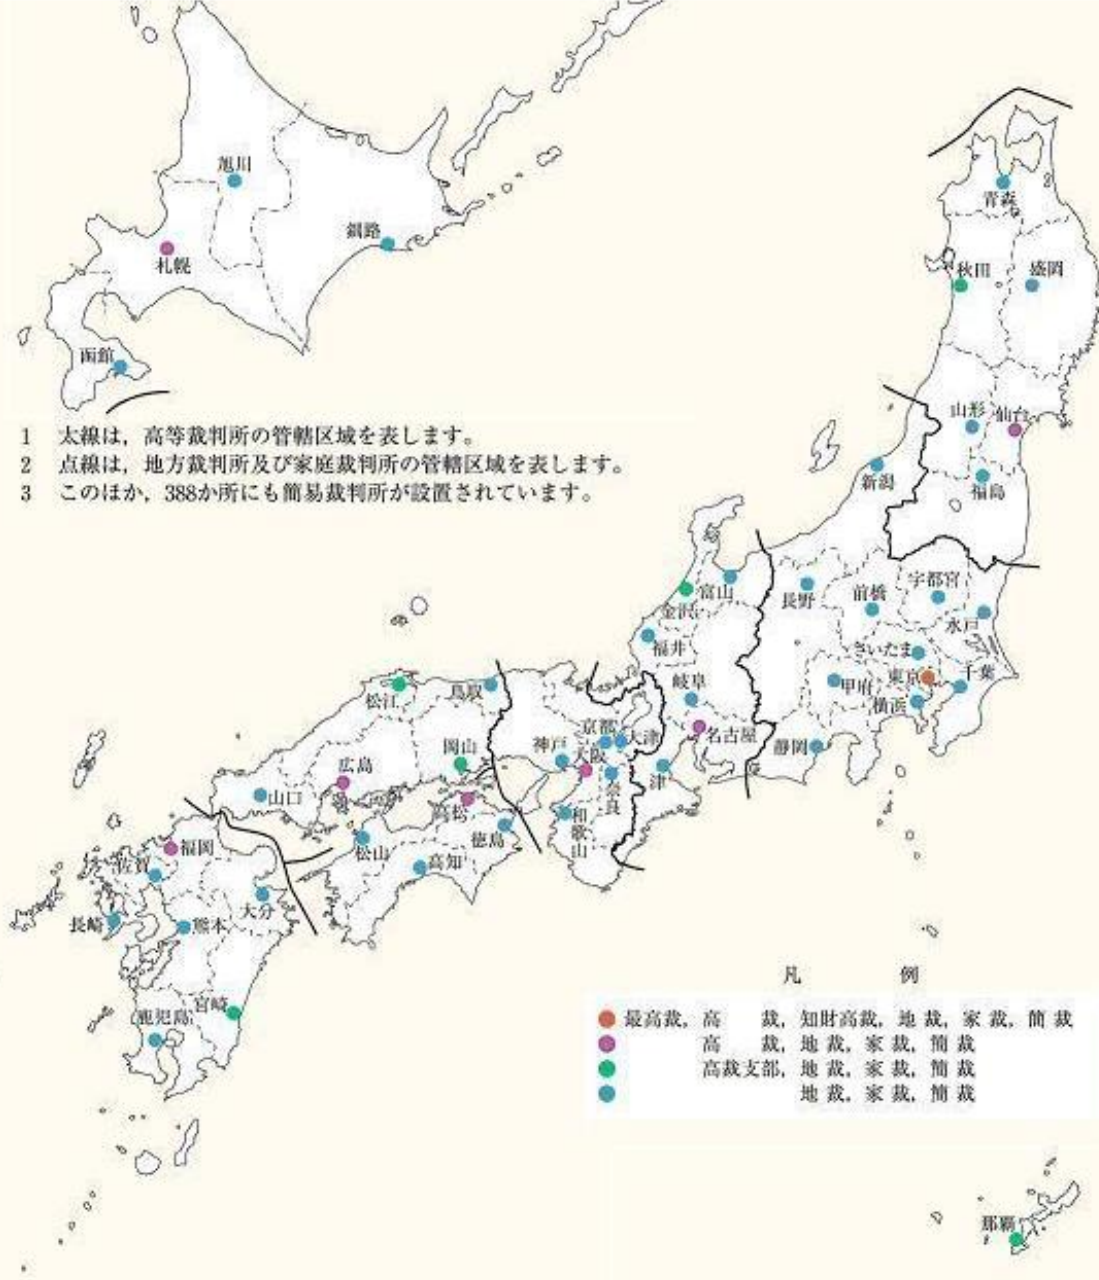 旭川
釧路
札幌
函館
1 太線は，高等裁判所の管轄区域を表します。
2 点線は，地方裁判所及び家庭裁判所の管轄区域を表します。
3 このほか，388か所にも簡易裁判所が設置されています。
青森
秋田
盛岡
山形
仙台
新潟
福島
富山
金沢
福井
長野
前橋
宇都宮
水戸
さいたま
東京
千葉
甲府
横浜
静岡
岐阜
名古屋
津
京都
大津
神戸
大阪
奈良
和歌山
鳥取
松江
岡山
広島
山口
高松
徳島
松山
高知
福岡
佐賀
長崎
大分
熊本
宮崎
鹿児島
凡 例
最高裁，高 裁，知財高裁，地 裁，家 裁，簡 裁
高 裁，地 裁，家 裁，簡 裁
高裁支部，地 裁，家 裁，簡 裁
地 裁，家 裁，簡 裁
那覇